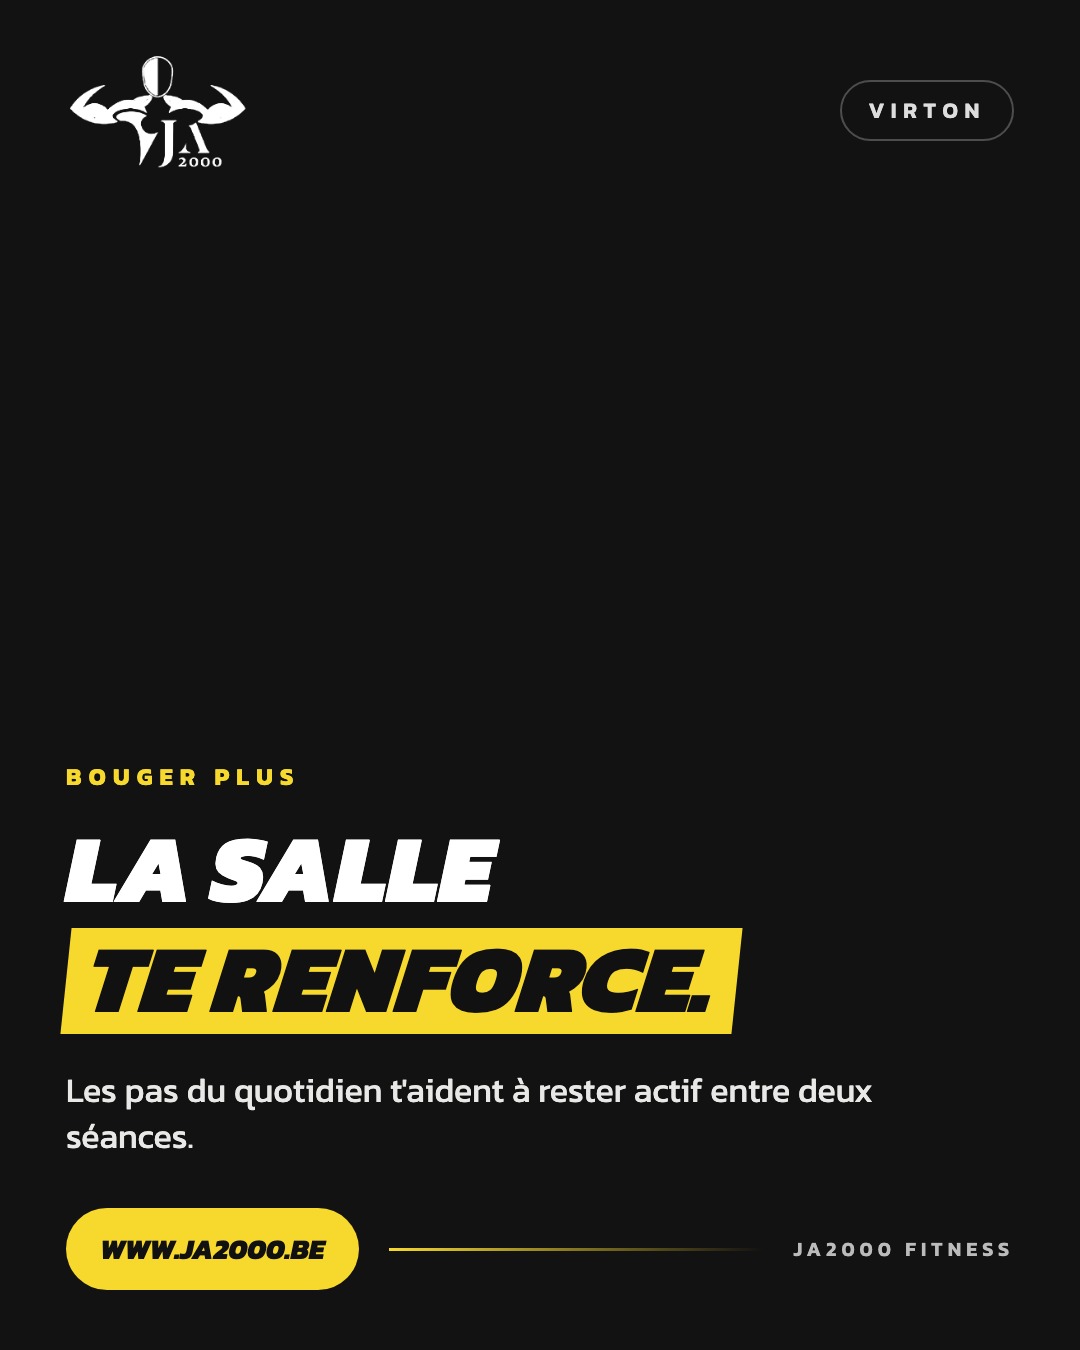 JA
2000
VIRTON
BOUGER PLUS
LA SALLE
TE RENFORCE.
Les pas du quotidien t'aident à rester actif entre deux
séances.
WWW.JA2000.BE
JA2000 FITNESS